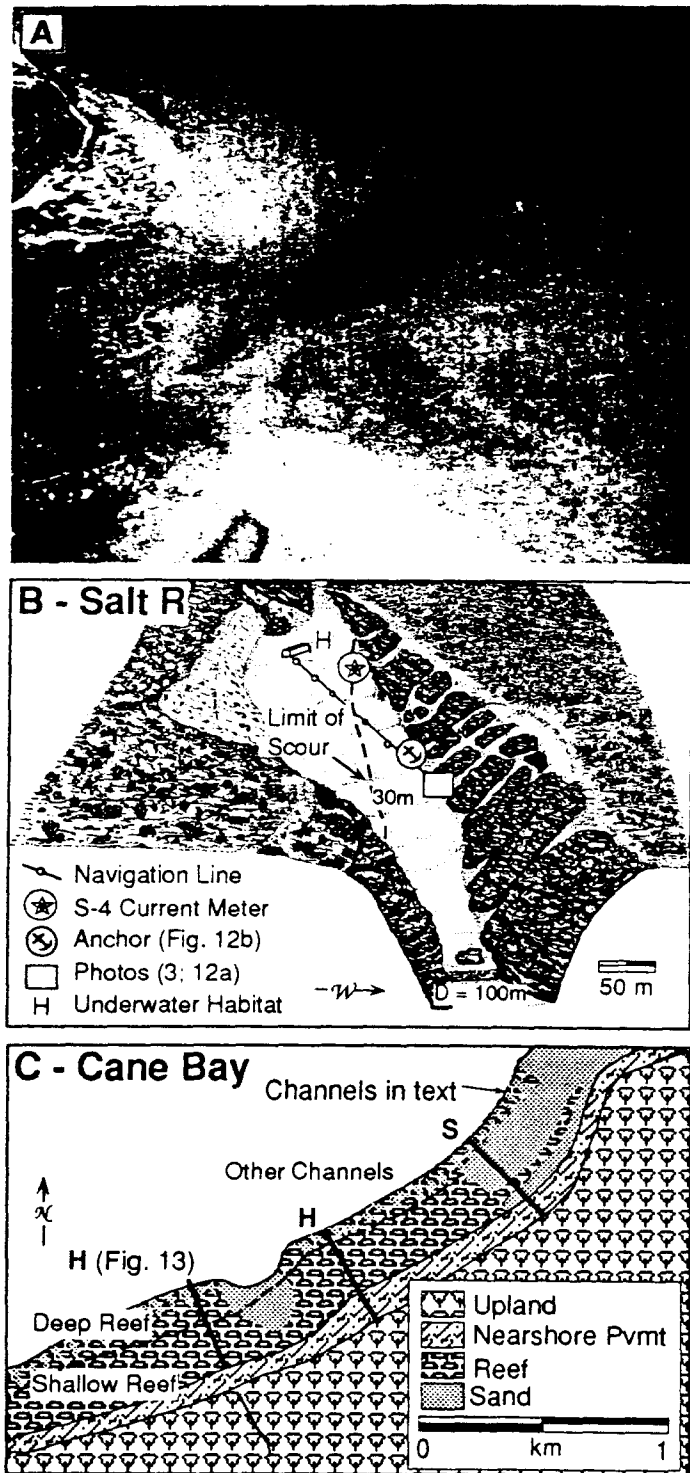 A
B - Salt R
H
Limit of
Scour
30m
Navigation Line
S-4 Current Meter
Anchor (Fig. 12b)
Photos (3; 12a)
H Underwater Habitat
D = 100m
50 m
C - Cane Bay
Channels in text
S
Other Channels
N
H
H (Fig. 13)
Deep Reef
Shallow Reef
Upland
Nearshore Pvmt
Reef
Sand
0 km 1